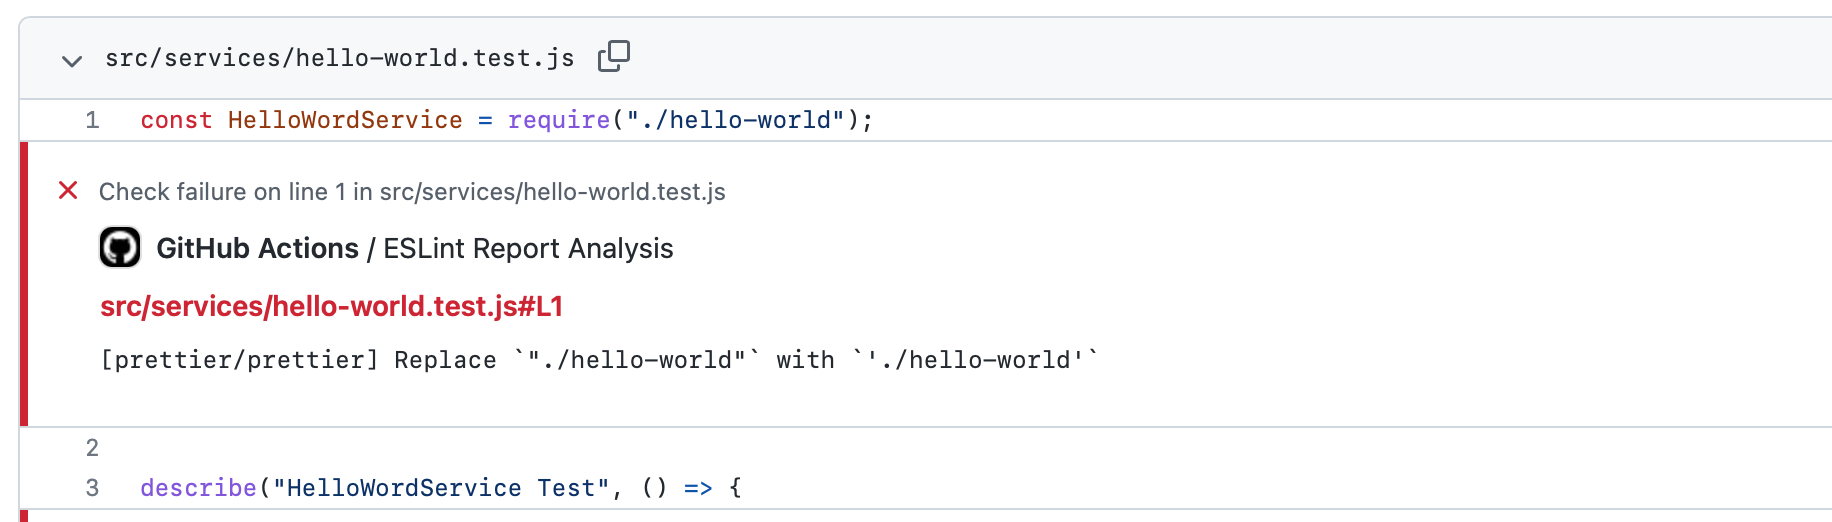 src/services/hello-world.test.js
1 const HelloWordService = require("./hello-world");
Check failure on line 1 in src/services/hello-world.test.js
GitHub Actions / ESLint Report Analysis
src/services/hello-world.test.js#L1
[prettier/prettier] Replace `"./hello-world"` with `'./hello-world'`
2
3 describe("HelloWordService Test", () => {